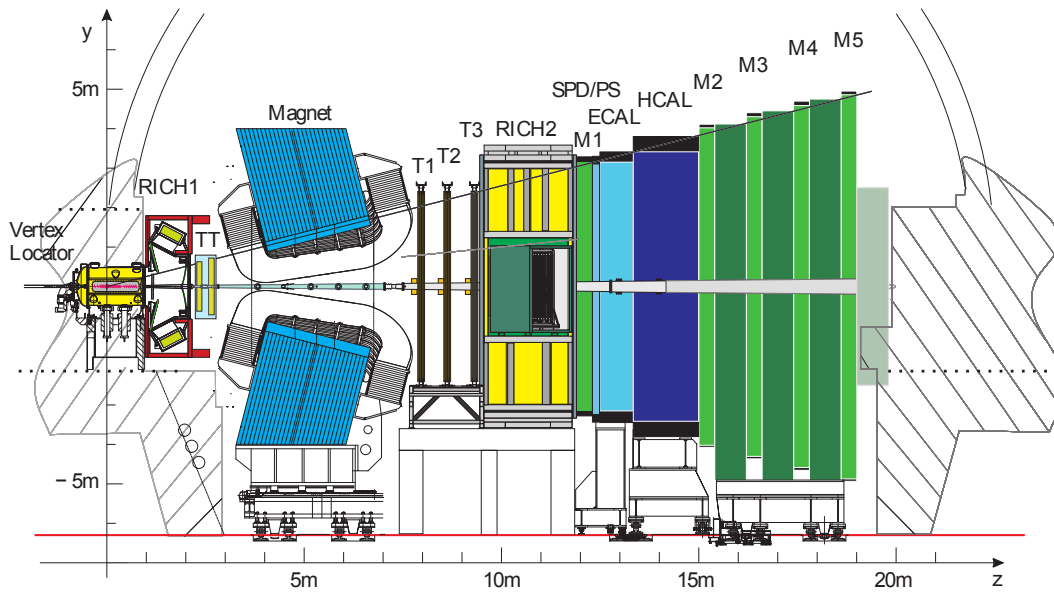 y
5m
Vertex
Locator
RICH1
TT
Magnet
T1
T2
T3
RICH2
SPD/PS
M1
ECAL
HCAL
M2
M3
M4
M5
− 5m
5m
10m
15m
20m
z